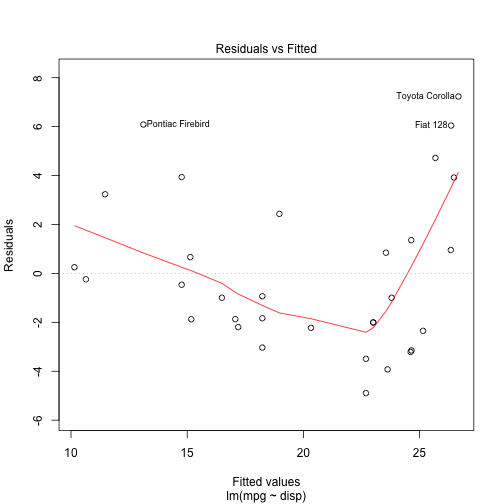 Residuals vs Fitted
8
6
4
2
0
-2
-4
-6
Residuals
Toyota Corolla
Pontiac Firebird
Fiat 128
10 15 20 25
Fitted values
lm(mpg ~ disp)